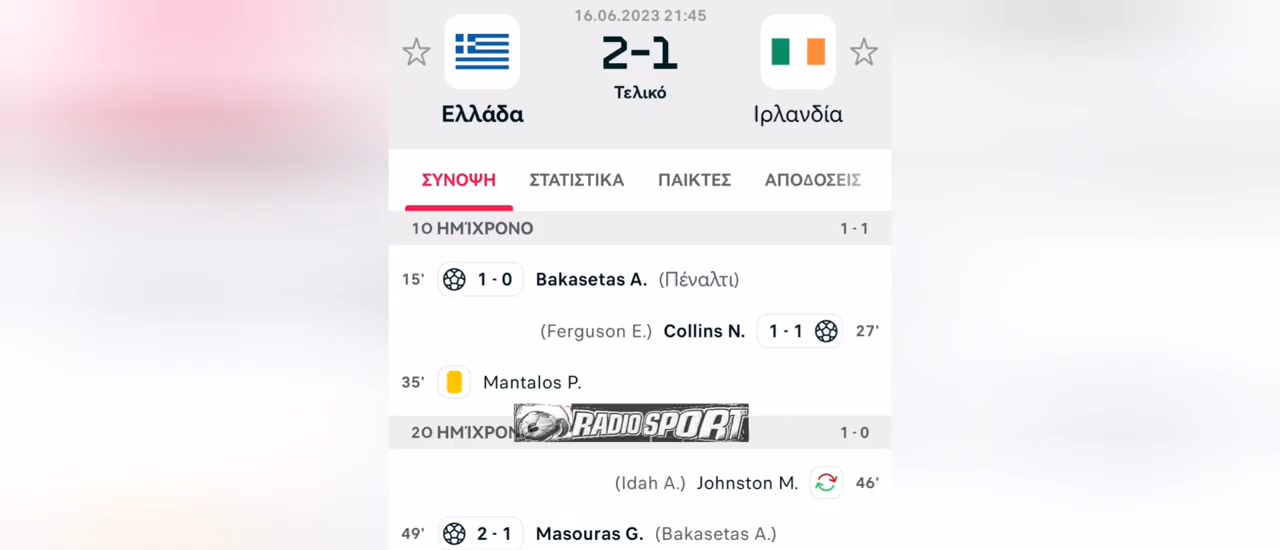 16.06.2023 21:45
2-1
Τελικό
Ελλάδα Ιρλανδία
ΣΥΝΟΨΗ ΣΤΑΤΙΣΤΙΚΑ ΠΑΙΚΤΕΣ ΑΠΟΔΟΣΕΙΣ
1Ο ΗΜΊΧΡΟΝΟ 1 - 1
15' 1 - 0 Bakasetas A. (Πέναλτι)
(Ferguson E.) Collins N. 1 - 1 27'
35' Mantalos P.
RADIO SPORT
2Ο ΗΜΊΧΡΟΝ 1 - 0
(Idah A.) Johnston M. 46'
49' 2 - 1 Masouras G. (Bakasetas A.)